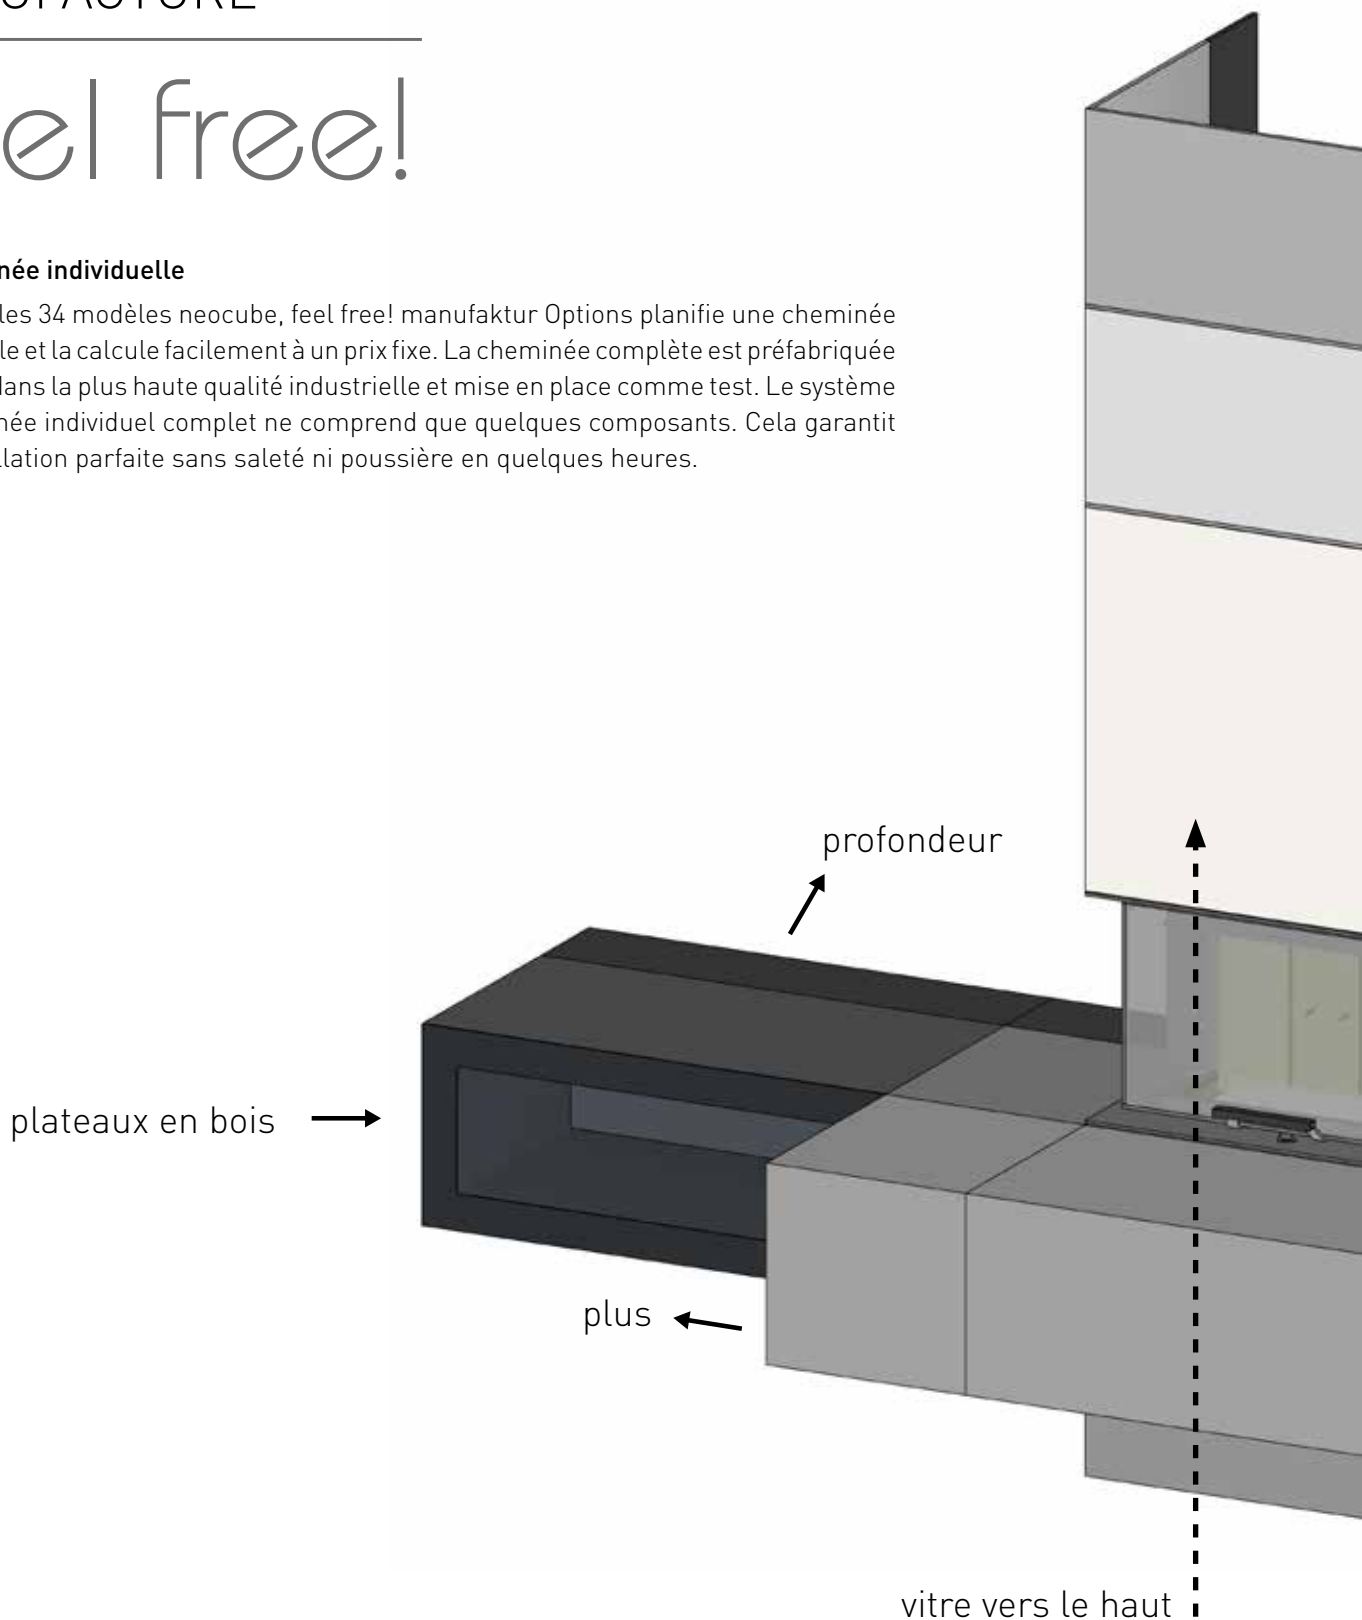 UFACTURE
el free!
née individuelle
les 34 modèles neocube, feel free! manufaktur Options planifie une cheminée
le et la calcule facilement à un prix fixe. La cheminée complète est préfabriquée
dans la plus haute qualité industrielle et mise en place comme test. Le système
née individuel complet ne comprend que quelques composants. Cela garantit
llation parfaite sans saleté ni poussière en quelques heures.
profondeur
plateaux en bois
plus
vitre vers le haut